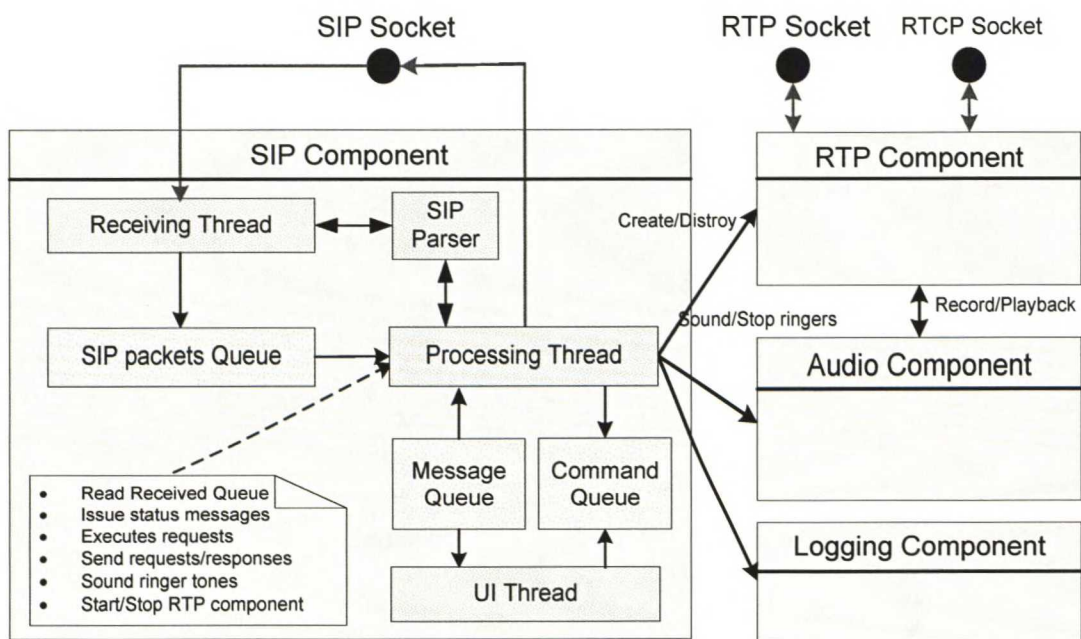 SIP Socket
RTP Socket
RTCP Socket
SIP Component
RTP Component
Receiving Thread
SIP
Parser
Create/Distroy
SIP packets Queue
Processing Thread
Sound/Stop ringers
Record/Playback
Audio Component
Message
Queue
Command
Queue
• Read Received Queue
• Issue status messages
• Executes requests
• Send requests/responses
• Sound ringer tones
• Start/Stop RTP component
UI Thread
Logging Component